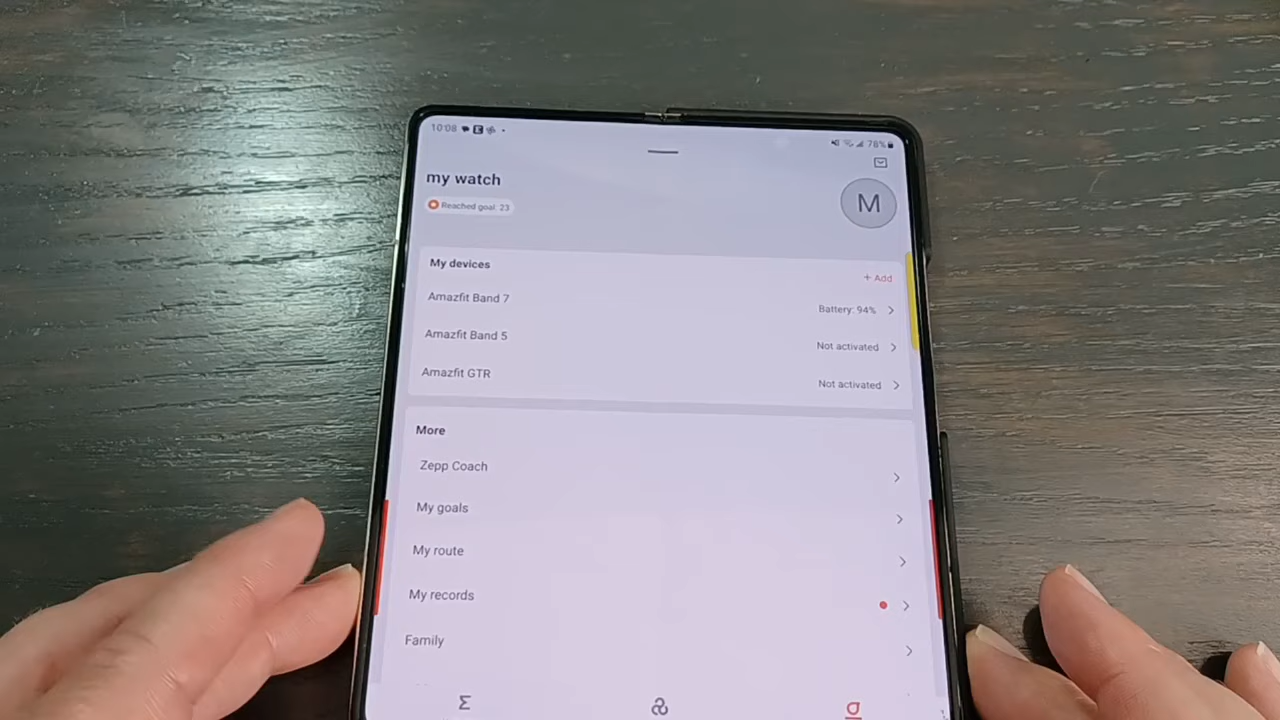 10:08
78%
my watch
M
Reached goal: 23
My devices
+ Add
Amazfit Band 7
Battery: 94%
Amazfit Band 5
Not activated
Amazfit GTR
Not activated
More
Zepp Coach
My goals
My route
My records
Family